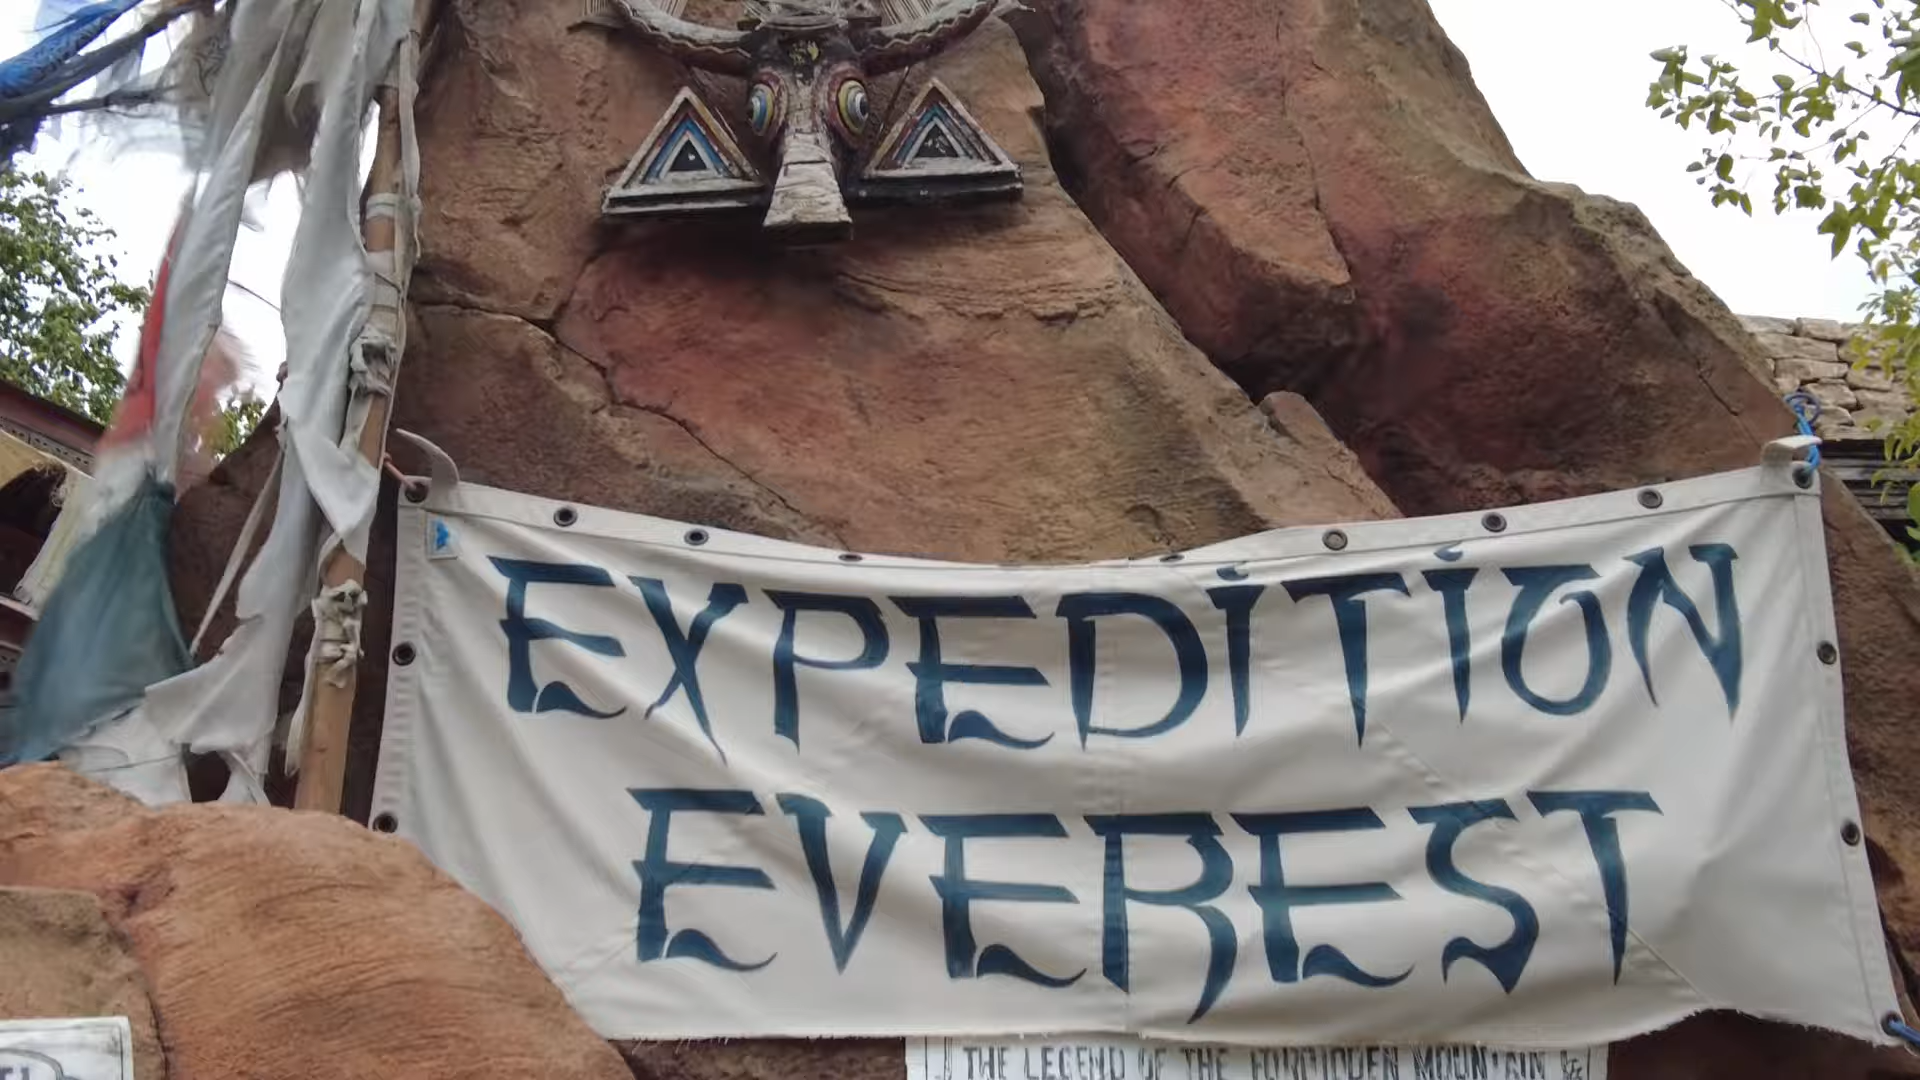 EXPEDITION
EVEREST
THE LEGEND OF THE FORBIDDEN MOUNTAIN